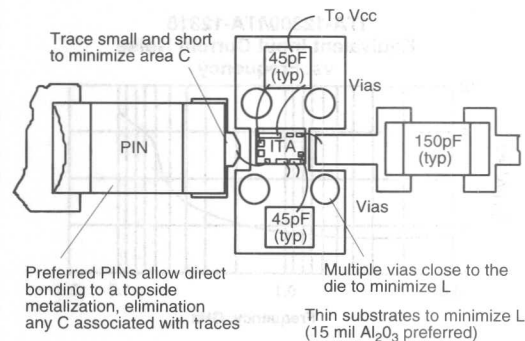 To Vcc
Trace small and short
to minimize area C
45pF
(typ)
Vias
PIN
ITA
150pF
(typ)
Vias
45pF
(typ)
Preferred PINs allow direct
bonding to a topside
metalization, elimination
any C associated with traces
Multiple vias close to the
die to minimize L
Thin substrates to minimize L
(15 mil Al₂0₃ preferred)